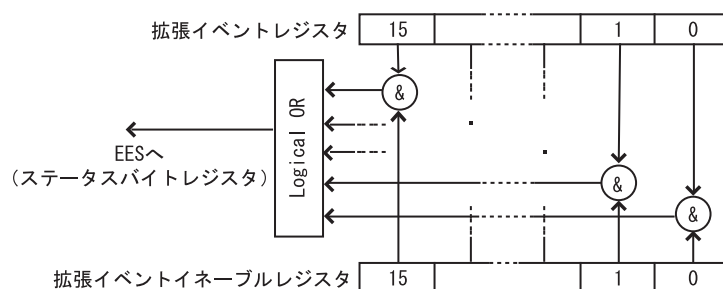 拡張イベントレジスタ 15 1 0
&
Logical OR
EESへ
(ステータスバイトレジスタ)
&
&
拡張イベントイネーブルレジスタ 15 1 0